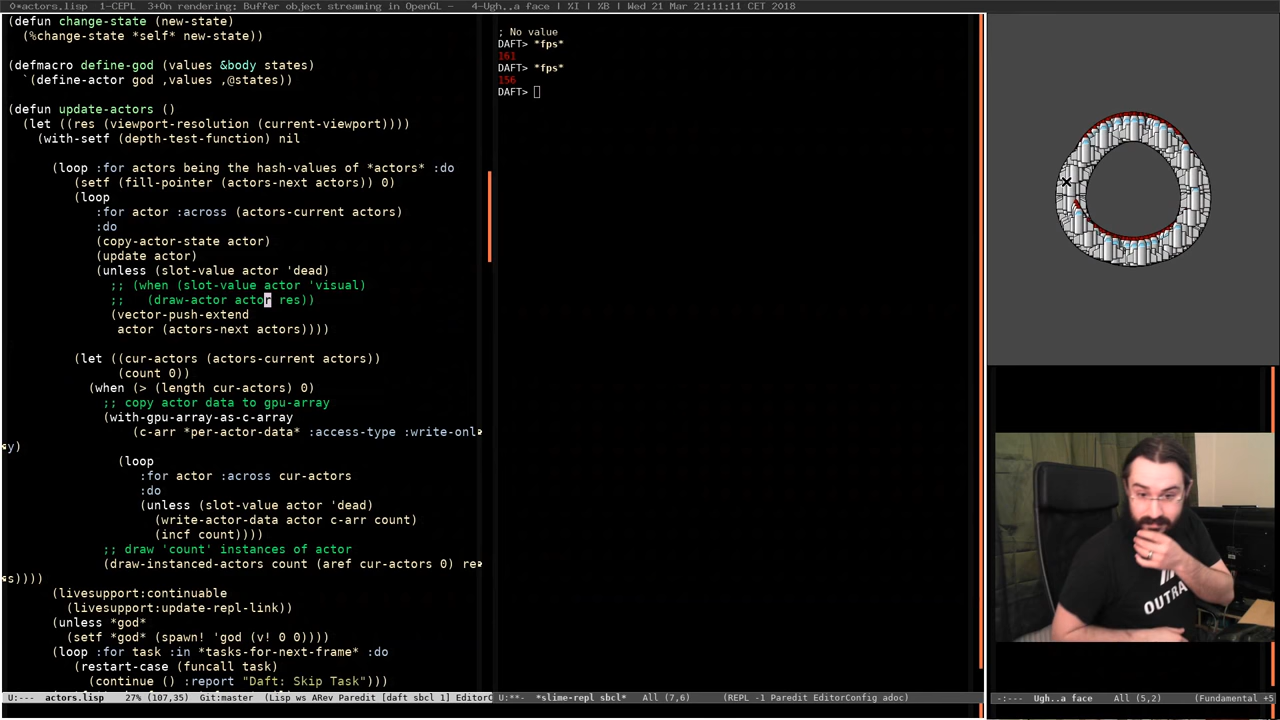 0*actors.lisp  1-CEPL  3+On rendering: Buffer object streaming in OpenGL -   4-Ugh..a face | %I | %B | Wed 21 Mar 21:11:11 CET 2018
(defun change-state (new-state)
  (%change-state *self* new-state))
(defmacro define-god (values &body states)
  `(define-actor god ,values ,@states))
(defun update-actors ()
  (let ((res (viewport-resolution (current-viewport))))
    (with-setf (depth-test-function) nil
      (loop :for actors being the hash-values of *actors* :do
         (setf (fill-pointer (actors-next actors)) 0)
         (loop
            :for actor :across (actors-current actors)
            :do
            (copy-actor-state actor)
            (update actor)
            (unless (slot-value actor 'dead)
              ;; (when (slot-value actor 'visual)
              ;;   (draw-actor actor res))
              (vector-push-extend
               actor (actors-next actors))))
         (let ((cur-actors (actors-current actors))
               (count 0))
           (when (> (length cur-actors) 0)
             ;; copy actor data to gpu-array
             (with-gpu-array-as-c-array
                 (c-arr *per-actor-data* :access-type :write-onl
y)
               (loop
                  :for actor :across cur-actors
                  :do
                  (unless (slot-value actor 'dead)
                    (write-actor-data actor c-arr count)
                    (incf count))))
             ;; draw 'count' instances of actor
             (draw-instanced-actors count (aref cur-actors 0) re
s))))
      (livesupport:continuable
        (livesupport:update-repl-link))
      (unless *god*
        (setf *god* (spawn! 'god (v! 0 0))))
      (loop :for task :in *tasks-for-next-frame* :do
         (restart-case (funcall task)
           (continue () :report "Daft: Skip Task")))
U:---  actors.lisp   27% (107,35)  Git:master  (Lisp ws ARev Paredit [daft sbcl 1] EditorC
; No value
DAFT> *fps*
161
DAFT> *fps*
156
DAFT>
U:**-  *slime-repl sbcl*   All (7,6)     (REPL -1 Paredit EditorConfig adoc)
OUTRA
-:---  Ugh..a face    All (5,2)     (Fundamental +5